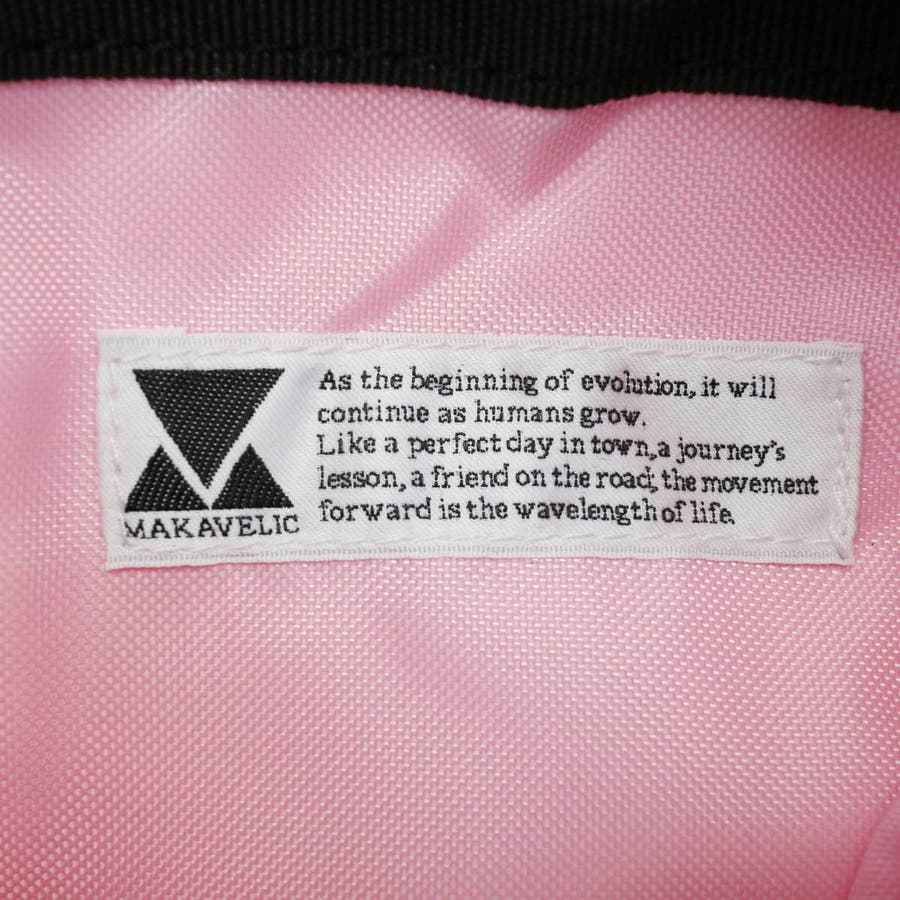 MAKAVELIC
As the beginning of evolution, it will
continue as humans grow.
Like a perfect day in town, a journey's
lesson, a friend on the road; the movement
forward is the wavelength of life.